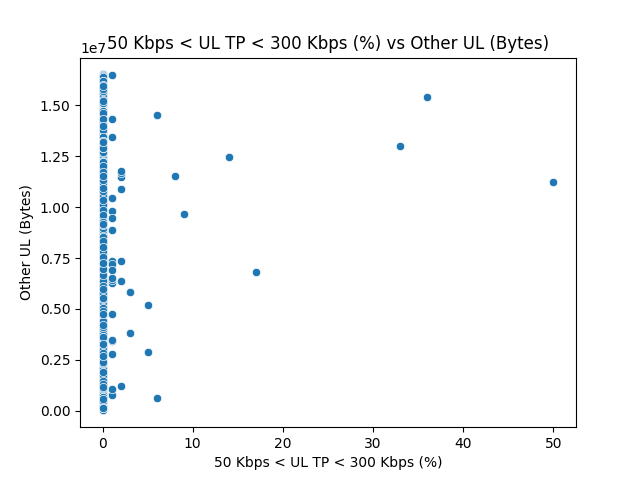 1e7
50 Kbps < UL TP < 300 Kbps (%) vs Other UL (Bytes)
1.50
1.25
1.00
0.75
0.50
0.25
0.00
Other UL (Bytes)
0 10 20 30 40 50
50 Kbps < UL TP < 300 Kbps (%)